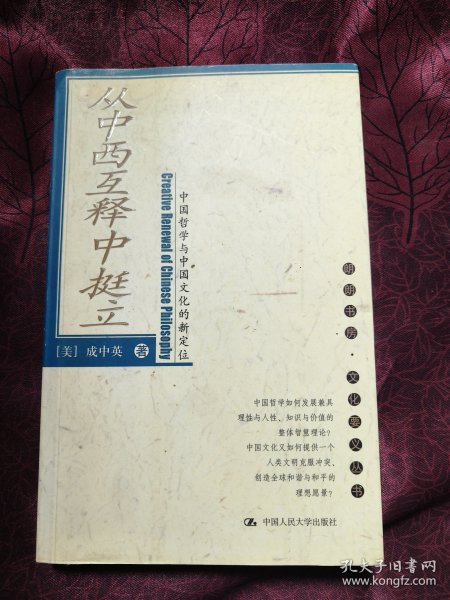 从中西互释中挺立
中国哲学与中国文化的新定位
Creative Renewal of Chinese Philosophy
[美] 成中英 著
朗朗书房·文化要义丛书
中国哲学如何发展兼具
理性与人性、知识与价值的
整体智慧理论?
中国文化又如何提供一个
人类文明克服冲突、
创造全球和谐与和平的
理想愿景?
中国人民大学出版社
孔夫子旧书网
www.kongfz.com